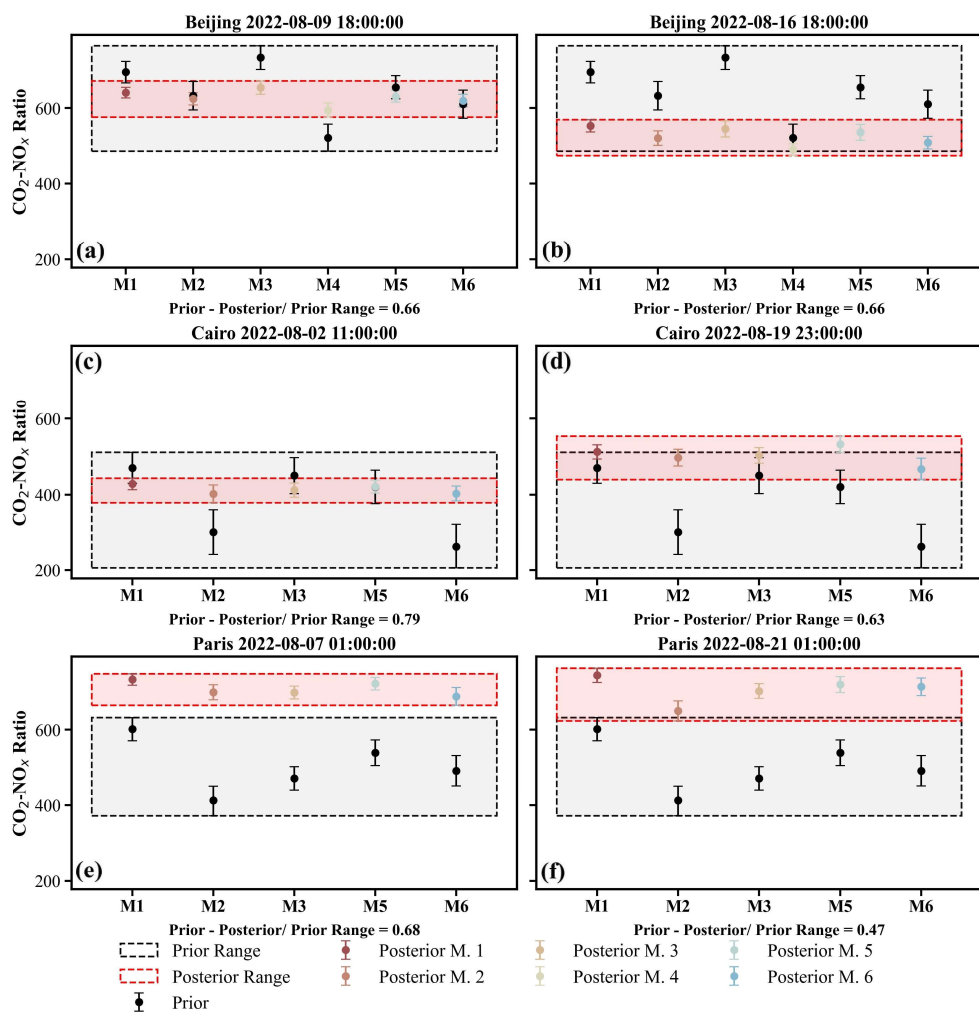 Beijing 2022-08-09 18:00:00
Beijing 2022-08-16 18:00:00
CO₂-NOₓ Ratio
600
400
200
(a)
(b)
M1 M2 M3 M4 M5 M6
M1 M2 M3 M4 M5 M6
Prior - Posterior/ Prior Range = 0.66
Prior - Posterior/ Prior Range = 0.66
Cairo 2022-08-02 11:00:00
Cairo 2022-08-19 23:00:00
(c)
(d)
CO₂-NOₓ Ratio
600
400
200
M1 M2 M3 M5 M6
M1 M2 M3 M5 M6
Prior - Posterior/ Prior Range = 0.79
Prior - Posterior/ Prior Range = 0.63
Paris 2022-08-07 01:00:00
Paris 2022-08-21 01:00:00
CO₂-NOₓ Ratio
600
400
200
(e)
(f)
M1 M2 M3 M5 M6
M1 M2 M3 M5 M6
Prior - Posterior/ Prior Range = 0.68
Prior - Posterior/ Prior Range = 0.47
Prior Range
Posterior Range
Prior
Posterior M. 1
Posterior M. 2
Posterior M. 3
Posterior M. 4
Posterior M. 5
Posterior M. 6